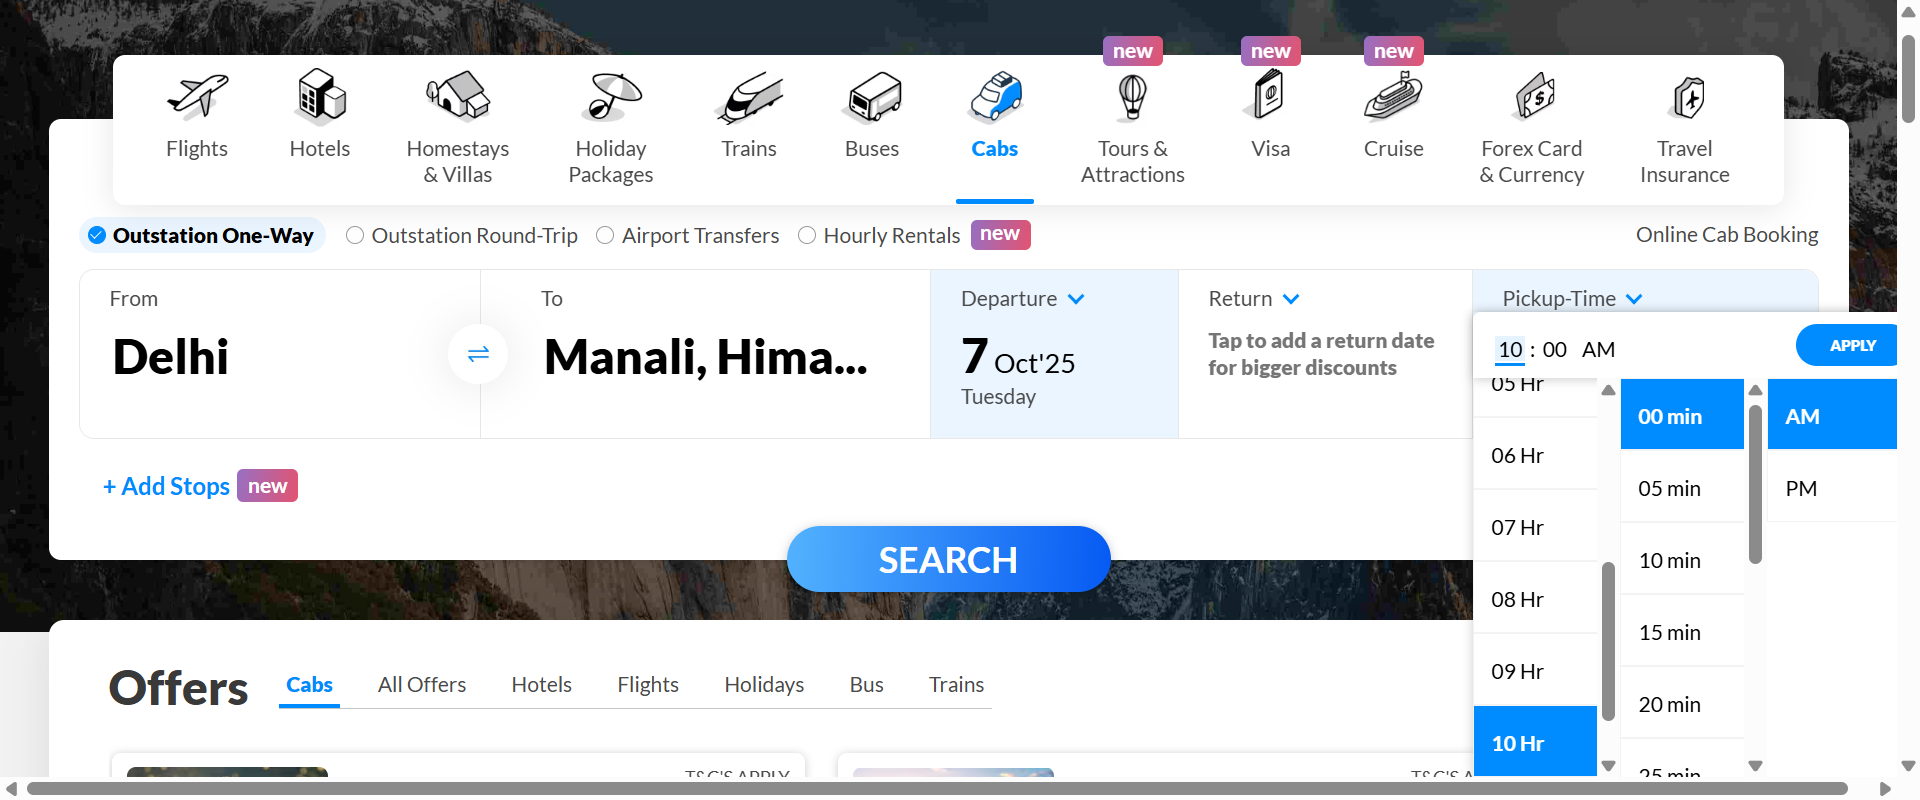 new
new
new
Flights
Hotels
Homestays
& Villas
Holiday
Packages
Trains
Buses
Cabs
Tours &
Attractions
Visa
Cruise
Forex Card
& Currency
Travel
Insurance
Outstation One-Way
Outstation Round-Trip
Airport Transfers
Hourly Rentals
new
Online Cab Booking
From
Delhi
To
Manali, Hima...
Departure
7 Oct'25
Tuesday
Return
Tap to add a return date
for bigger discounts
Pickup-Time
10 : 00 AM
APPLY
05 Hr
06 Hr
07 Hr
08 Hr
09 Hr
10 Hr
00 min
05 min
10 min
15 min
20 min
25 min
AM
PM
+ Add Stops
new
SEARCH
Offers
Cabs
All Offers
Hotels
Flights
Holidays
Bus
Trains
T&C'S APPLY
T&C'S A